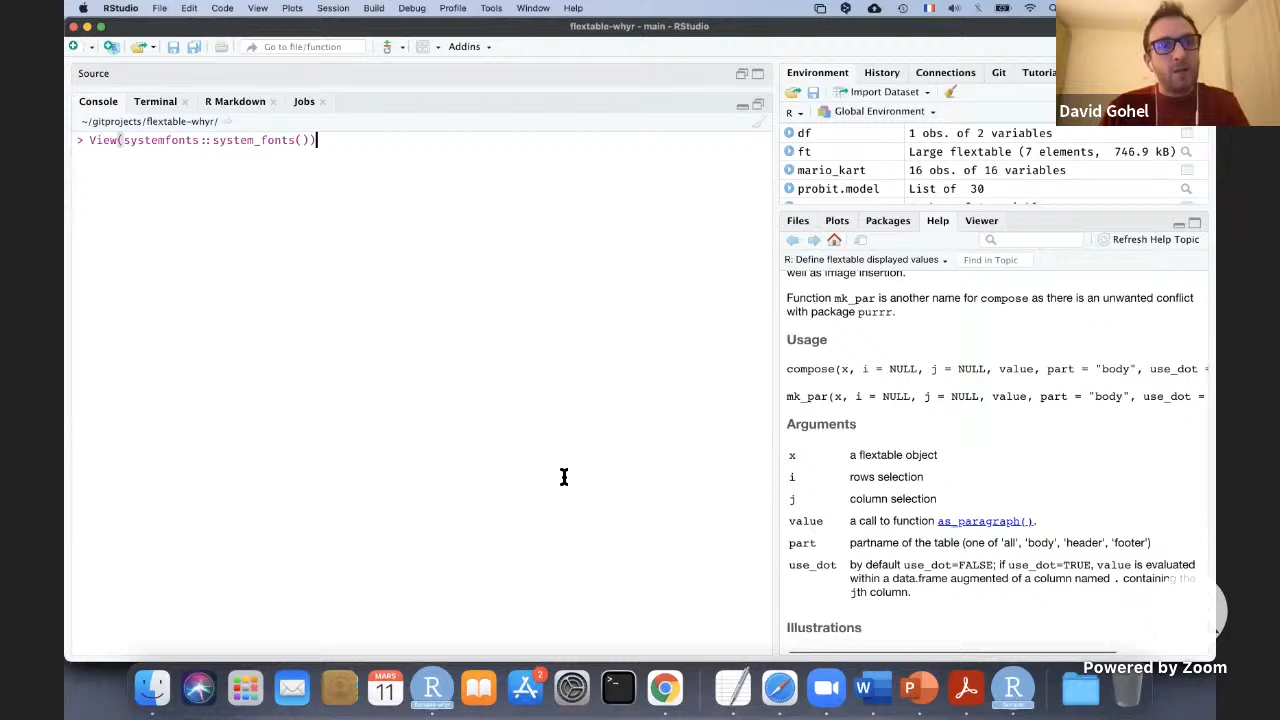 RStudio File Edit Code View Plots Session Build Debug Profile Tools Window Help
flextable-whyr - main - RStudio
Go to file/function
Addins
Source
Console Terminal R Markdown Jobs
~/gitprojects/flextable-whyr/
> View(systemfonts::system_fonts())
Environment History Connections Git Tutoria
Import Dataset
R Global Environment
df 1 obs. of 2 variables
ft Large flextable (7 elements, 746.9 kB)
mario_kart 16 obs. of 16 variables
probit.model List of 30
Files Plots Packages Help Viewer
Refresh Help Topic
R: Define flextable displayed values Find in Topic
well as image insertion.
Function mk_par is another name for compose as there is an unwanted conflict
with package purrr.
Usage
compose(x, i = NULL, j = NULL, value, part = "body", use_dot =
mk_par(x, i = NULL, j = NULL, value, part = "body", use_dot =
Arguments
x a flextable object
i rows selection
j column selection
value a call to function as_paragraph().
part partname of the table (one of 'all', 'body', 'header', 'footer')
use_dot by default use_dot=FALSE; if use_dot=TRUE, value is evaluated
within a data.frame augmented of a column named . containing the
jth column.
Illustrations
David Gohel
MARS
11
2
Powered by Zoom